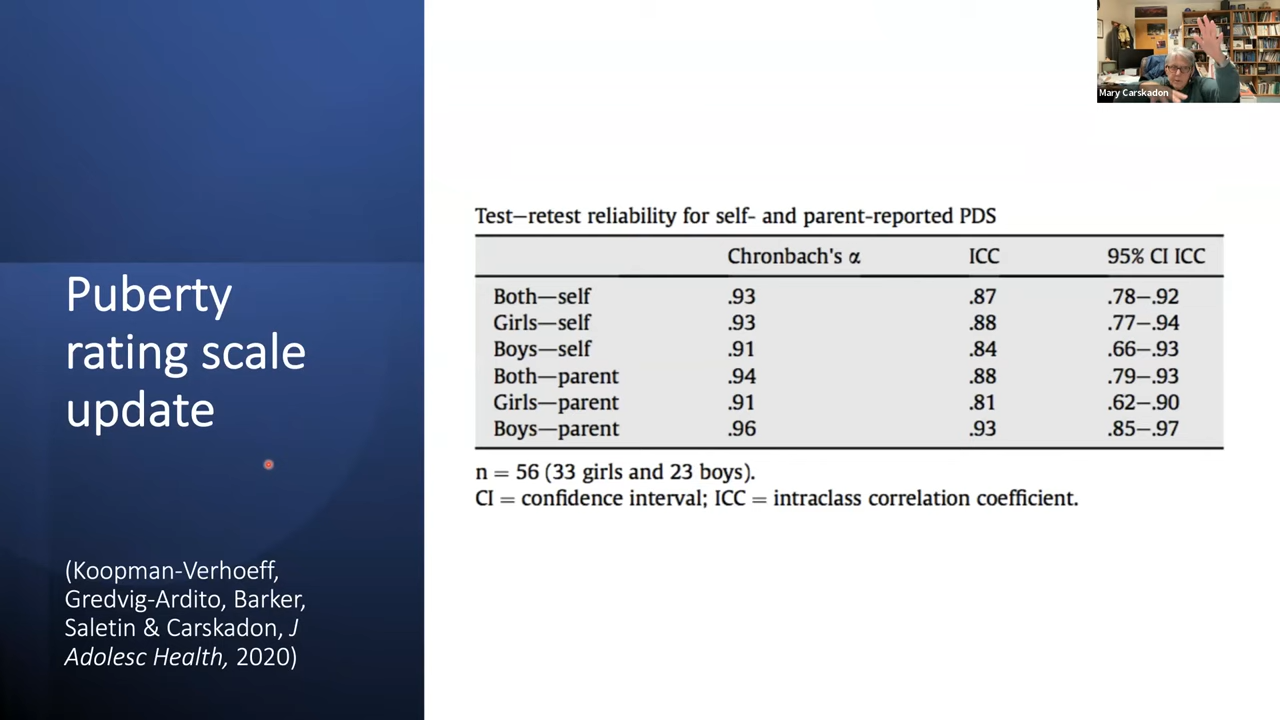 Mary Carskadon
Puberty
rating scale
update
(Koopman-Verhoeff,
Gredvig-Ardito, Barker,
Saletin & Carskadon, J
Adolesc Health, 2020)
Test–retest reliability for self- and parent-reported PDS
Chronbach's α ICC 95% CI ICC
Both—self .93 .87 .78–.92
Girls—self .93 .88 .77–.94
Boys—self .91 .84 .66–.93
Both—parent .94 .88 .79–.93
Girls—parent .91 .81 .62–.90
Boys—parent .96 .93 .85–.97
n = 56 (33 girls and 23 boys).
CI = confidence interval; ICC = intraclass correlation coefficient.